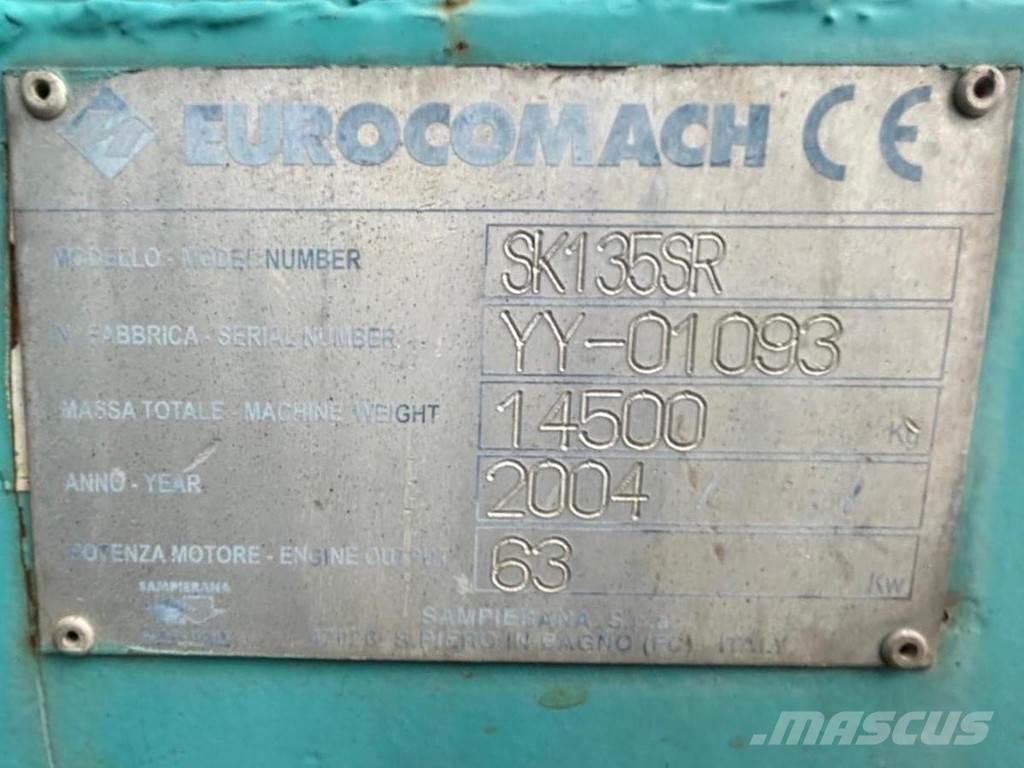 EUROCOMACH CE
MODELLO - MODEL NUMBER SK135SR
N° FABBRICA - SERIAL NUMBER YY-01093
MASSA TOTALE - MACHINE WEIGHT 14500 Kg
ANNO - YEAR 2004
POTENZA MOTORE - ENGINE OUTPUT 63 Kw
SAMPIERANA
SAMPIERANA S.p.a.
S.PIERO IN BAGNO (FC) ITALY
MASCUS